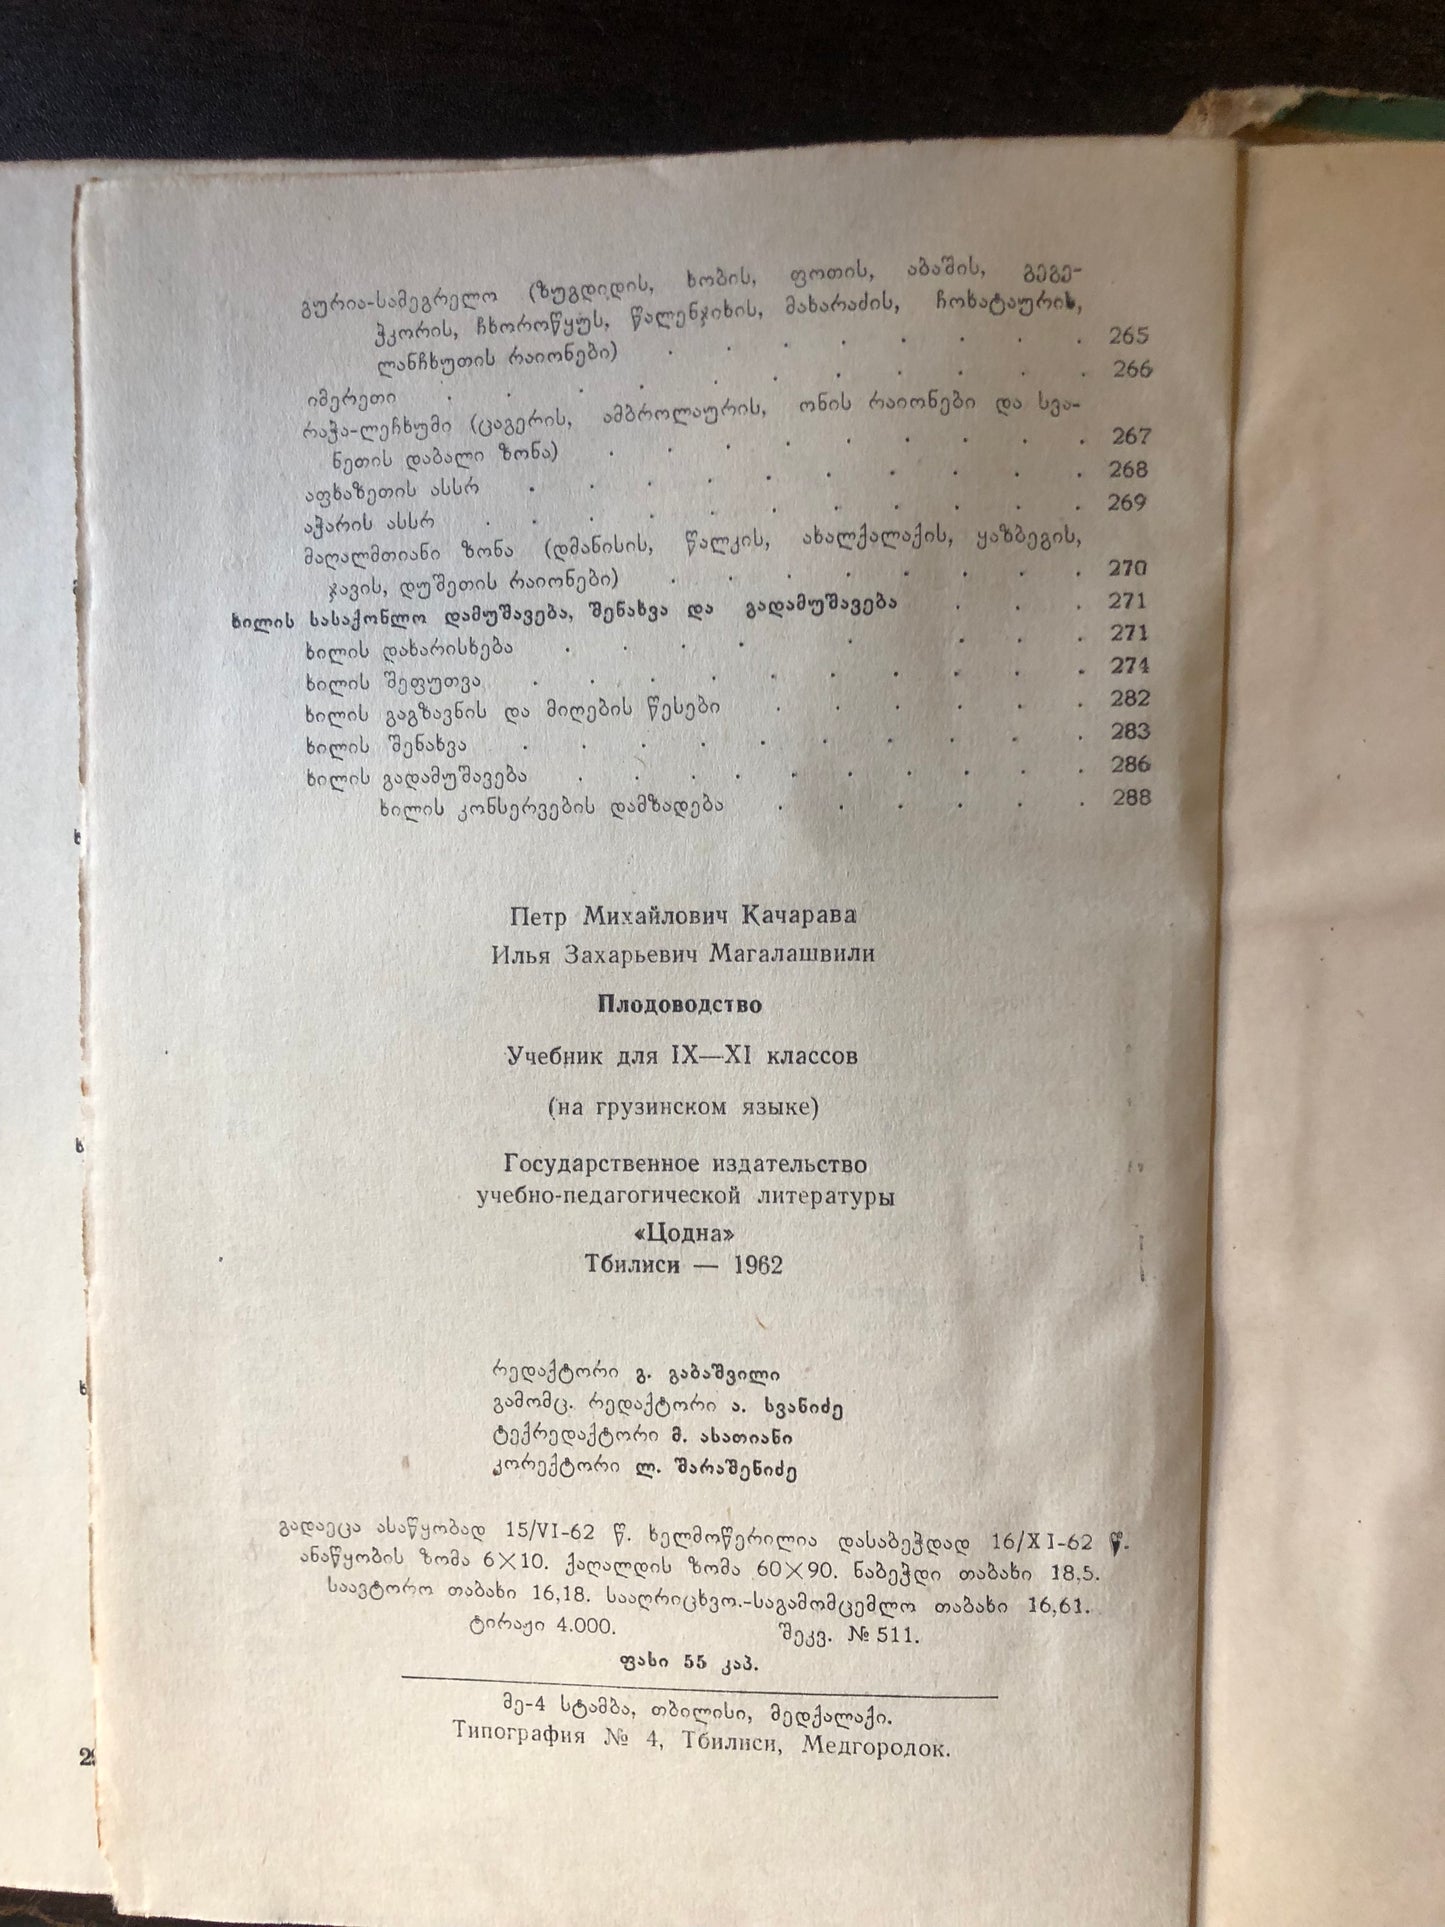 გურია-სამეგრელო (ზუგდიდის, ხობის, ფოთის, აბაშის, გეგე-
ჭკორის, ჩხოროწყუს, წალენჯიხის, მახარაძის, ჩოხატაურის,
ლანჩხუთის რაიონები) . . . . . . . . 265
იმერეთი . . . . . . . . . . . 266
რაჭა-ლეჩხუმი (ცაგერის, ამბროლაურის, ონის რაიონები და სვა-
ნეთის დაბალი ზონა) . . . . . . . . . 267
აფხაზეთის ასსრ . . . . . . . . . . 268
აჭარის ასსრ . . . . . . . . . . 269
მაღალმთიანი ზონა (დმანისის, წალკის, ახალქალაქის, ყაზბეგის,
ჯავის, დუშეთის რაიონები) . . . . . . . . 270
ხილის სასაქონლო დამუშავება, შენახვა და გადამუშავება . . . 271
ხილის დახარისხება . . . . . . . . 271
ხილის შეფუთვა . . . . . . . . . . 274
ხილის გაგზავნის და მიღების წესები . . . . . . 282
ხილის შენახვა . . . . . . . . . . 283
ხილის გადამუშავება . . . . . . . . . 286
ხილის კონსერვების დამზადება . . . . . . 288
Петр Михайлович Качарава
Илья Захарьевич Магалашвили
Плодоводство
Учебник для IX—XI классов
(на грузинском языке)
Государственное издательство
учебно-педагогической литературы
«Цодна»
Тбилиси — 1962
რედაქტორი გ. გაბაშვილი
გამომც. რედაქტორი ა. სვანიძე
ტექრედაქტორი მ. ასათიანი
კორექტორი ლ. შარაშენიძე
გადაეცა ასაწყობად 15/VI-62 წ. ხელმოწერილია დასაბეჭდად 16/XI-62 წ.
ანაწყობის ზომა 6×10. ქაღალდის ზომა 60×90. ნაბეჭდი თაბახი 18,5.
საავტორო თაბახი 16,18. სააღრიცხვო.-საგამომცემლო თაბახი 16,61.
ტირაჟი 4.000. შეკვ. № 511.
ფასი 55 კაპ.
მე-4 სტამბა, თბილისი, მედქალაქი.
Типография № 4, Тбилиси, Медгородок.